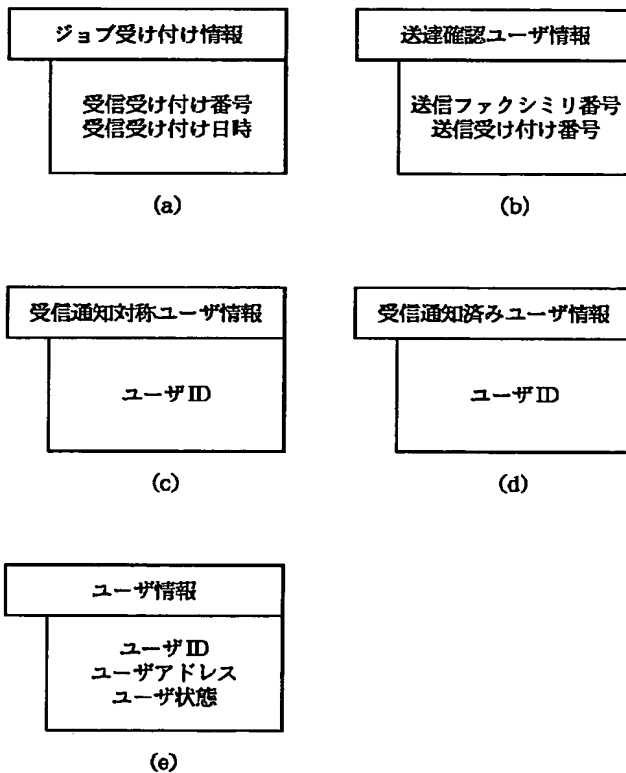 ジョブ受け付け情報
受信受け付け番号
受信受け付け日時
(a)
送達確認ユーザ情報
送信ファクシミリ番号
送信受け付け番号
(b)
受信通知対称ユーザ情報
ユーザID
(c)
受信通知済みユーザ情報
ユーザID
(d)
ユーザ情報
ユーザID
ユーザアドレス
ユーザ状態
(e)